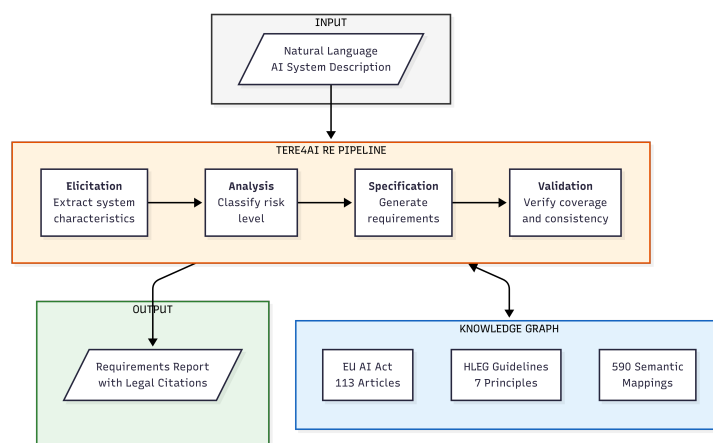 INPUT
Natural Language
AI System Description
TERE4AI RE PIPELINE
Elicitation
Extract system
characteristics
Analysis
Classify risk
level
Specification
Generate
requirements
Validation
Verify coverage
and consistency
OUTPUT
Requirements Report
with Legal Citations
KNOWLEDGE GRAPH
EU AI Act
113 Articles
HLEG Guidelines
7 Principles
590 Semantic
Mappings